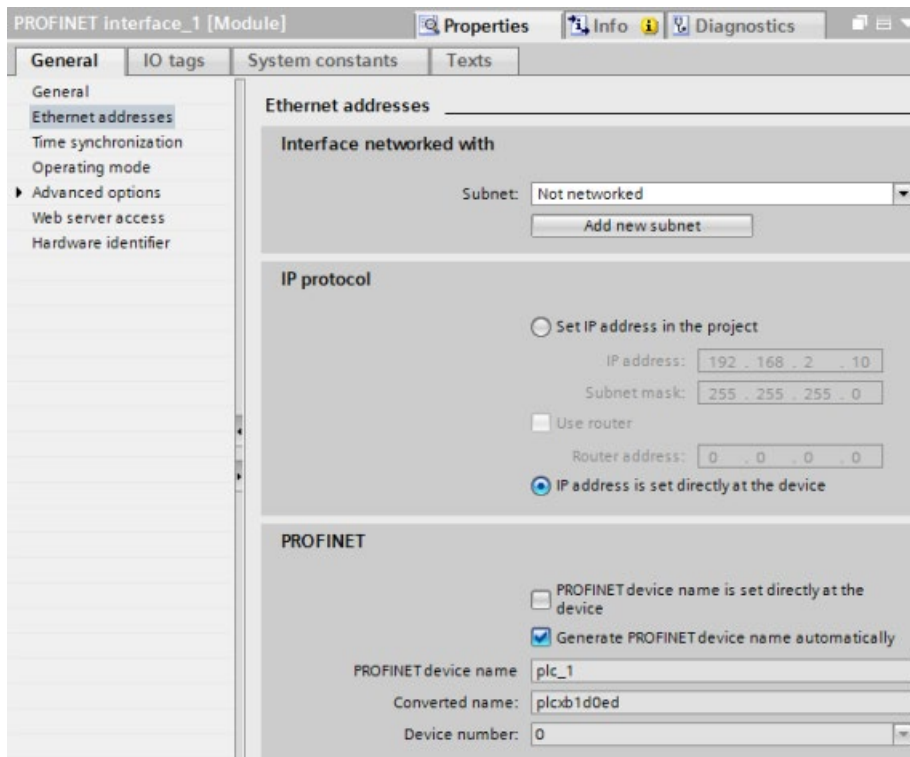 PROFINET interface_1 [Module]
Properties
Info
Diagnostics
General
IO tags
System constants
Texts
General
Ethernet addresses
Time synchronization
Operating mode
Advanced options
Web server access
Hardware identifier
Ethernet addresses
Interface networked with
Subnet: Not networked
Add new subnet
IP protocol
Set IP address in the project
IP address: 192 . 168 . 2 . 10
Subnet mask: 255 . 255 . 255 . 0
Use router
Router address: 0 . 0 . 0 . 0
IP address is set directly at the device
PROFINET
PROFINET device name is set directly at the
device
Generate PROFINET device name automatically
PROFINET device name plc_1
Converted name: plcxb1d0ed
Device number: 0